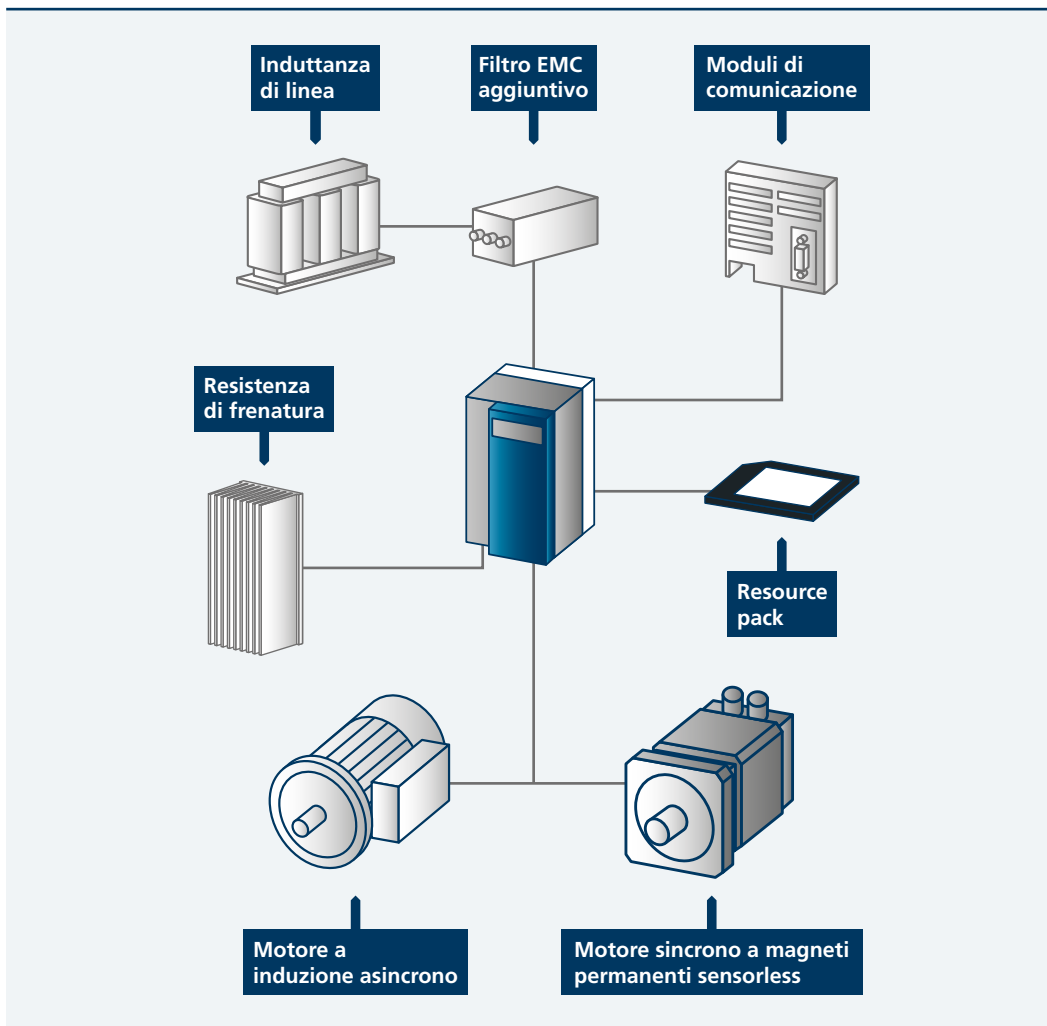 Induttanza
di linea
Filtro EMC
aggiuntivo
Moduli di
comunicazione
Resistenza
di frenatura
Resource
pack
Motore a
induzione asincrono
Motore sincrono a magneti
permanenti sensorless